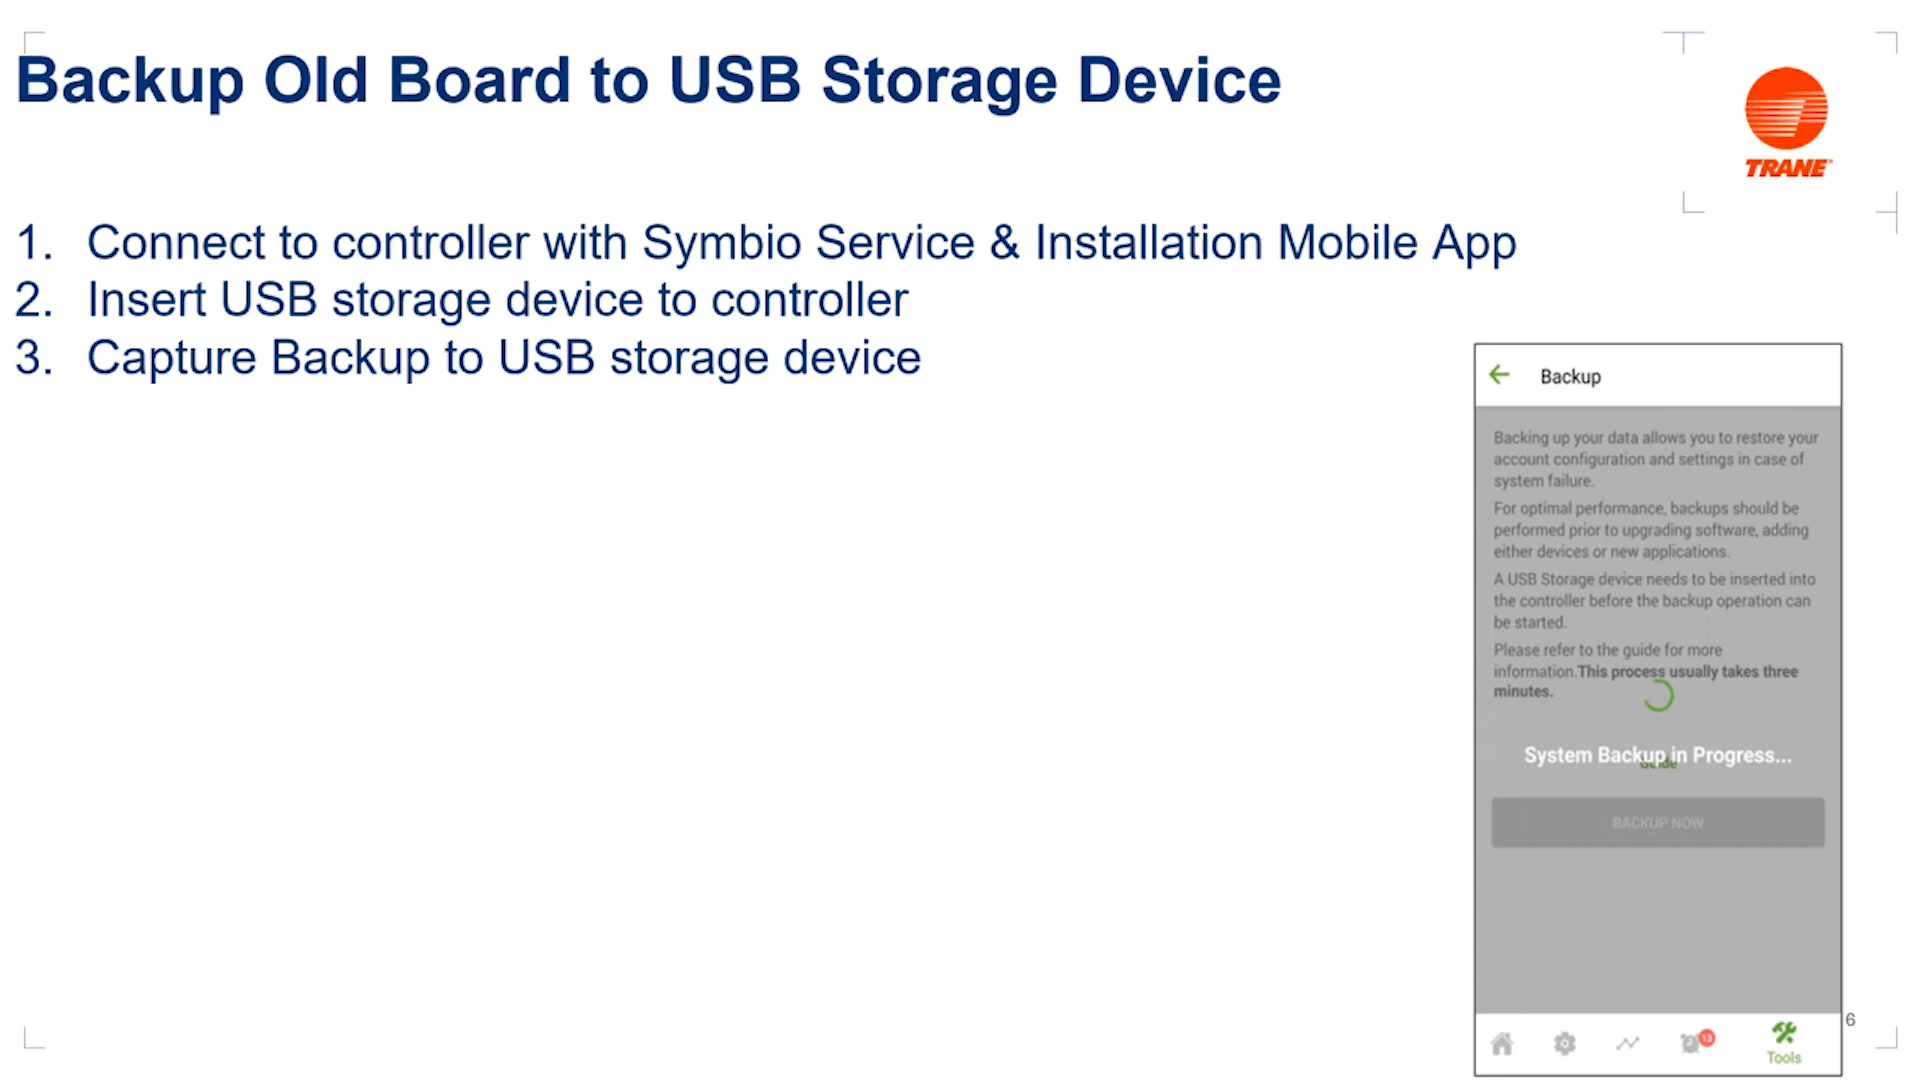 Backup Old Board to USB Storage Device
TRANE
1. Connect to controller with Symbio Service & Installation Mobile App
2. Insert USB storage device to controller
3. Capture Backup to USB storage device
Backup
Backing up your data allows you to restore your
account configuration and settings in case of
system failure.
For optimal performance, backups should be
performed prior to upgrading software, adding
either devices or new applications.
A USB Storage device needs to be inserted into
the controller before the backup operation can
be started.
Please refer to the guide for more
information.This process usually takes three
minutes.
System Backup in Progress...
Guide
BACKUP NOW
13
Tools
6